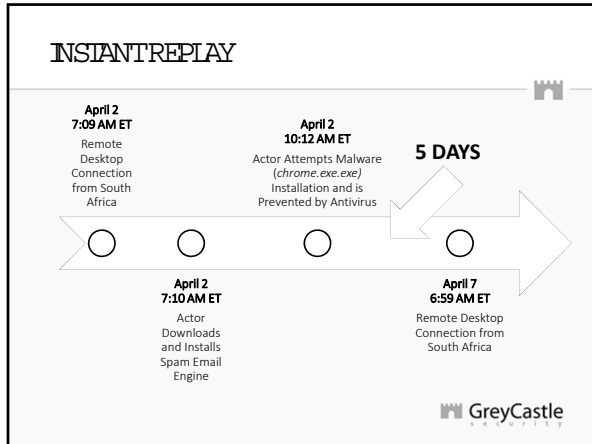 INSTANT REPLAY
April 2
7:09 AM ET
Remote
Desktop
Connection
from South
Africa
April 2
7:10 AM ET
Actor
Downloads
and Installs
Spam Email
Engine
April 2
10:12 AM ET
Actor Attempts Malware
(chrome.exe.exe)
Installation and is
Prevented by Antivirus
5 DAYS
April 7
6:59 AM ET
Remote Desktop
Connection from
South Africa
GreyCastle
security